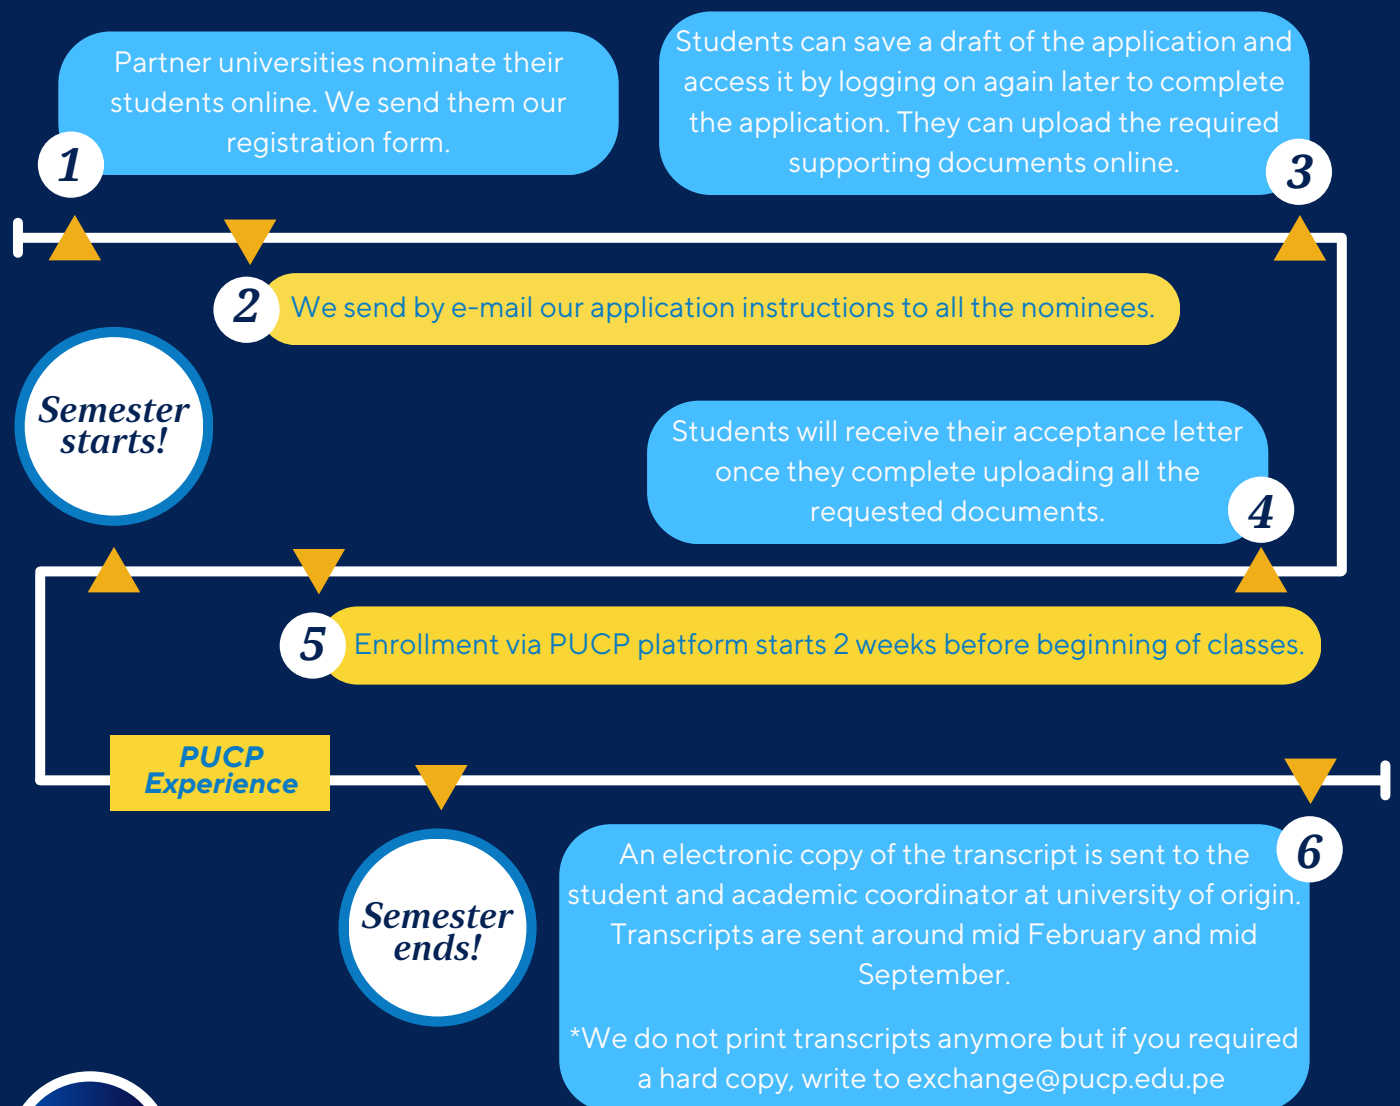 Partner universities nominate their
students online. We send them our
registration form.
1
We send by e-mail our application instructions to all the nominees.
2
Students can save a draft of the application and
access it by logging on again later to complete
the application. They can upload the required
supporting documents online.
3
Students will receive their acceptance letter
once they complete uploading all the
requested documents.
4
5
Enrollment via PUCP platform starts 2 weeks before beginning of classes.
Semester
starts!
PUCP
Experience
Semester
ends!
6
An electronic copy of the transcript is sent to the
student and academic coordinator at university of origin.
Transcripts are sent around mid February and mid
September.
*We do not print transcripts anymore but if you required
a hard copy, write to exchange@pucp.edu.pe